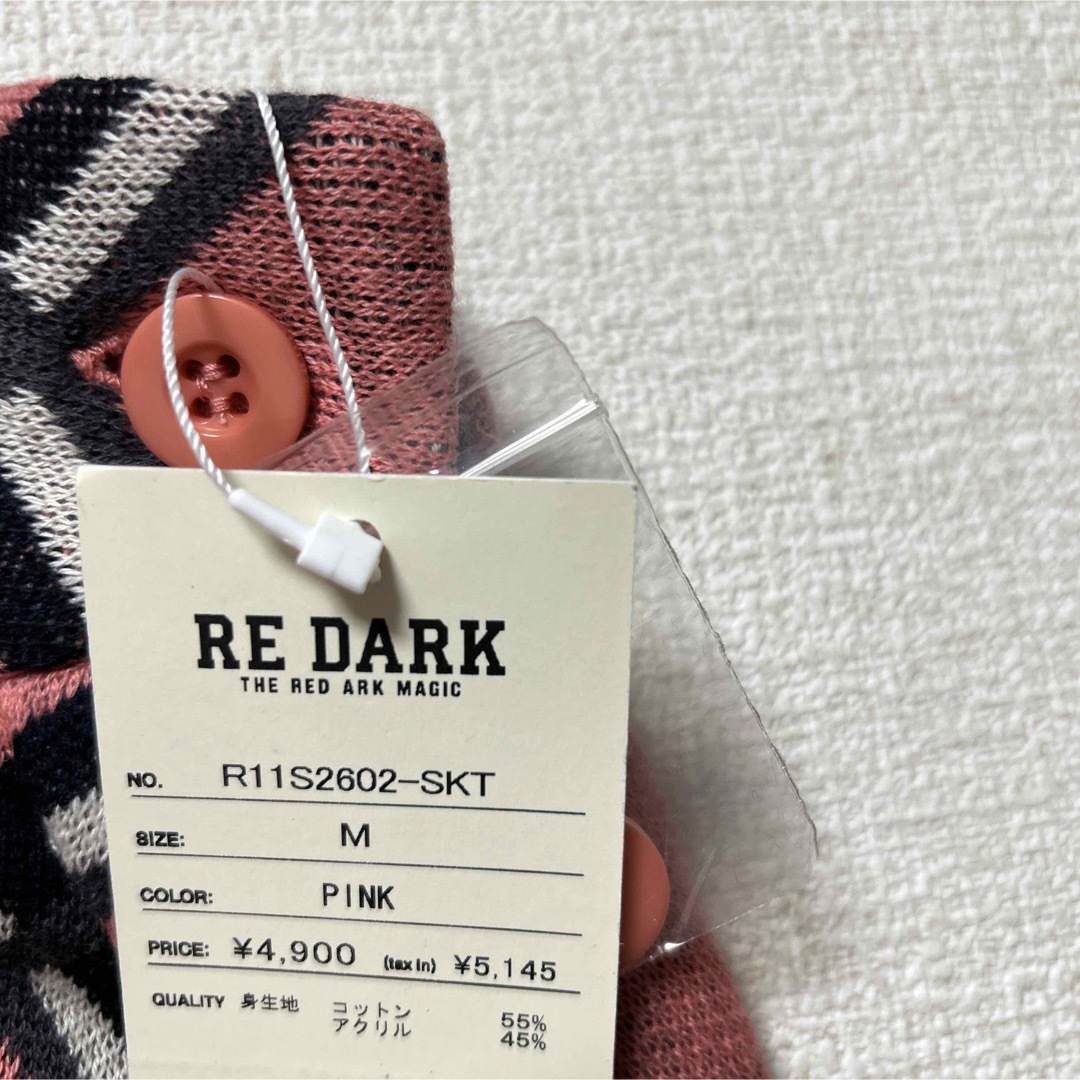 RE DARK
THE RED ARK MAGIC
NO. R11S2602-SKT
SIZE: M
COLOR: PINK
PRICE: ¥4,900 (tax in) ¥5,145
QUALITY 身生地 コットン 55%
アクリル 45%